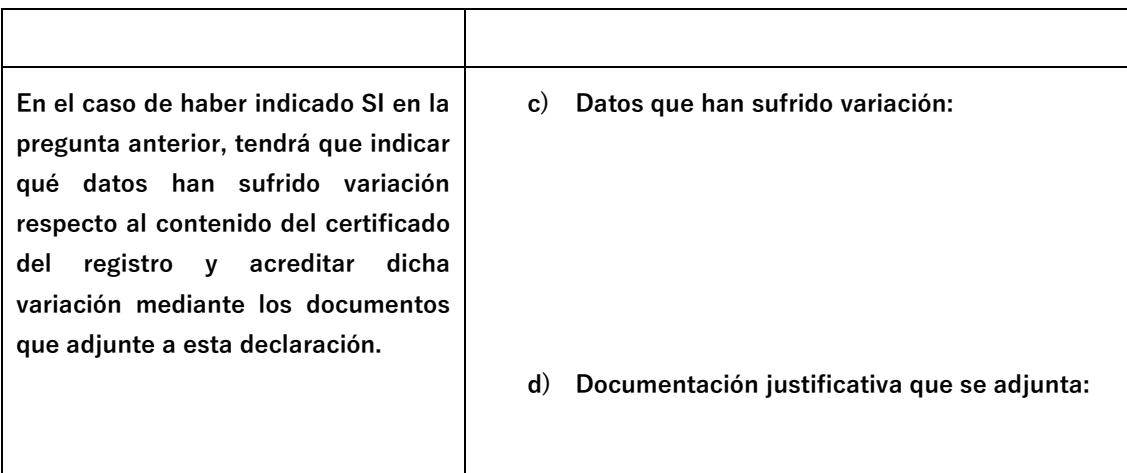 En el caso de haber indicado SI en la
pregunta anterior, tendrá que indicar
qué datos han sufrido variación
respecto al contenido del certificado
del registro y acreditar dicha
variación mediante los documentos
que adjunte a esta declaración.
c) Datos que han sufrido variación:
d) Documentación justificativa que se adjunta: